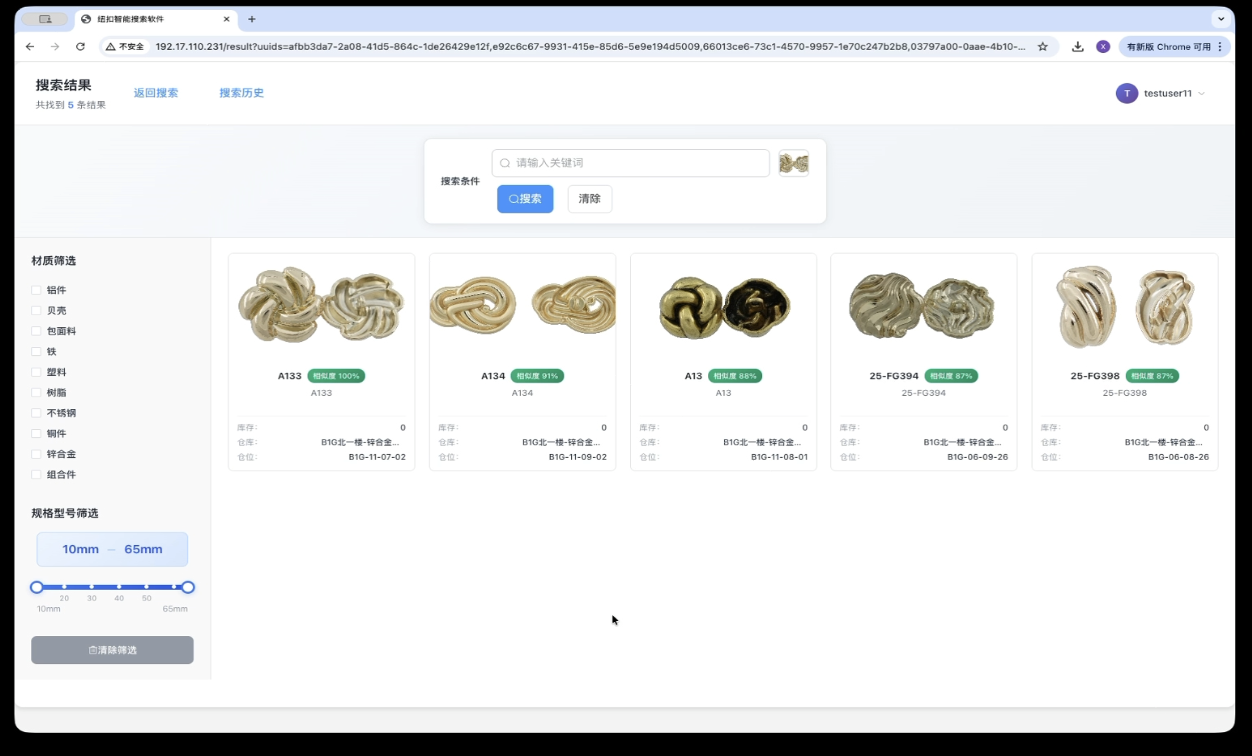 纽扣智能搜索软件
不安全 192.17.110.231/result?uuids=afbb3da7-2a08-41d5-864c-1de26429e12f,e92c6c67-9931-415e-85d6-5e9e194d5009,66013ce6-73c1-4570-9957-1e70c247b2b8,03797a00-0aae-4b10-... X 有新版 Chrome 可用
搜索结果
共找到 5 条结果
返回搜索 搜索历史
T testuser11
搜索条件
请输入关键词
搜索 清除
材质筛选
铝件
贝壳
包面料
铁
塑料
树脂
不锈钢
铜件
锌合金
组合件
规格型号筛选
10mm – 65mm
20 30 40 50
10mm 65mm
清除筛选
A133 相似度 100%
A133
库存: 0
仓库: B1G北一楼-锌合金...
仓位: B1G-11-07-02
A134 相似度 91%
A134
库存: 0
仓库: B1G北一楼-锌合金...
仓位: B1G-11-09-02
A13 相似度 88%
A13
库存: 0
仓库: B1G北一楼-锌合金...
仓位: B1G-11-08-01
25-FG394 相似度 87%
25-FG394
库存: 0
仓库: B1G北一楼-锌合金...
仓位: B1G-06-09-26
25-FG398 相似度 87%
25-FG398
库存: 0
仓库: B1G北一楼-锌合金...
仓位: B1G-06-08-26